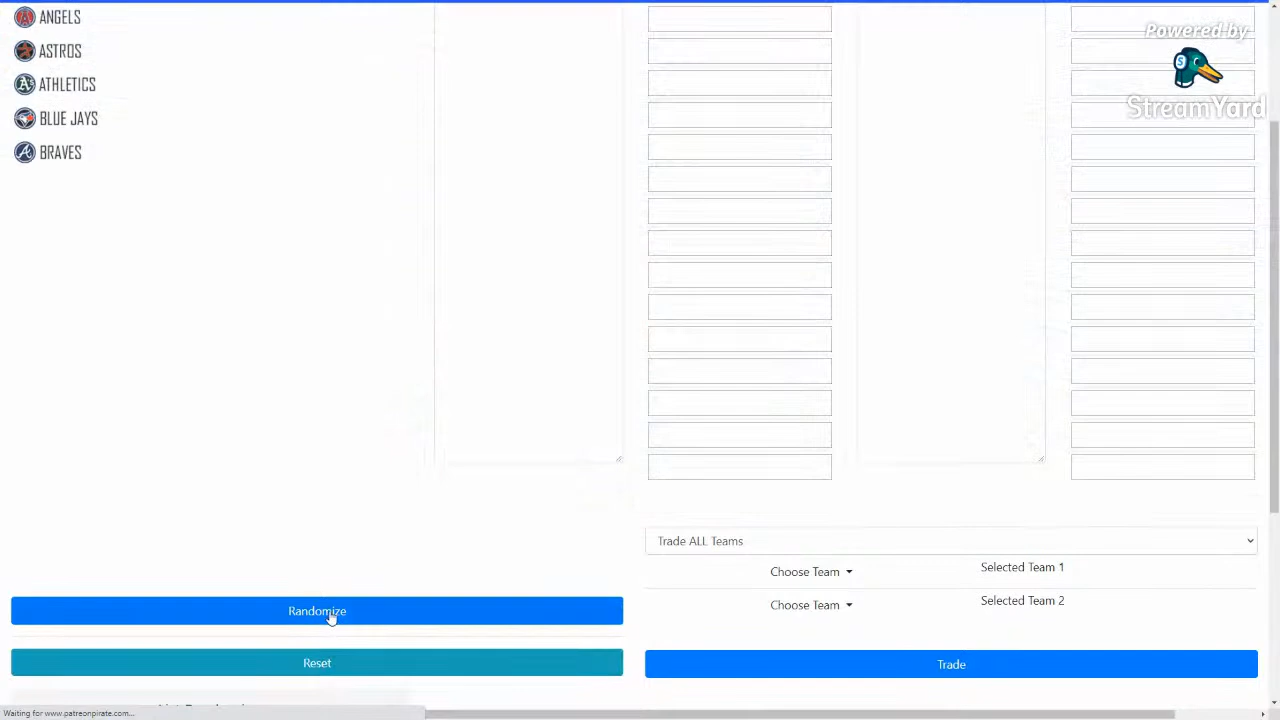 ANGELS
ASTROS
ATHLETICS
BLUE JAYS
BRAVES
Powered by
StreamYard
Trade ALL Teams
Choose Team
Selected Team 1
Choose Team
Selected Team 2
Randomize
Reset
Trade
Waiting for www.patreonpirate.com...